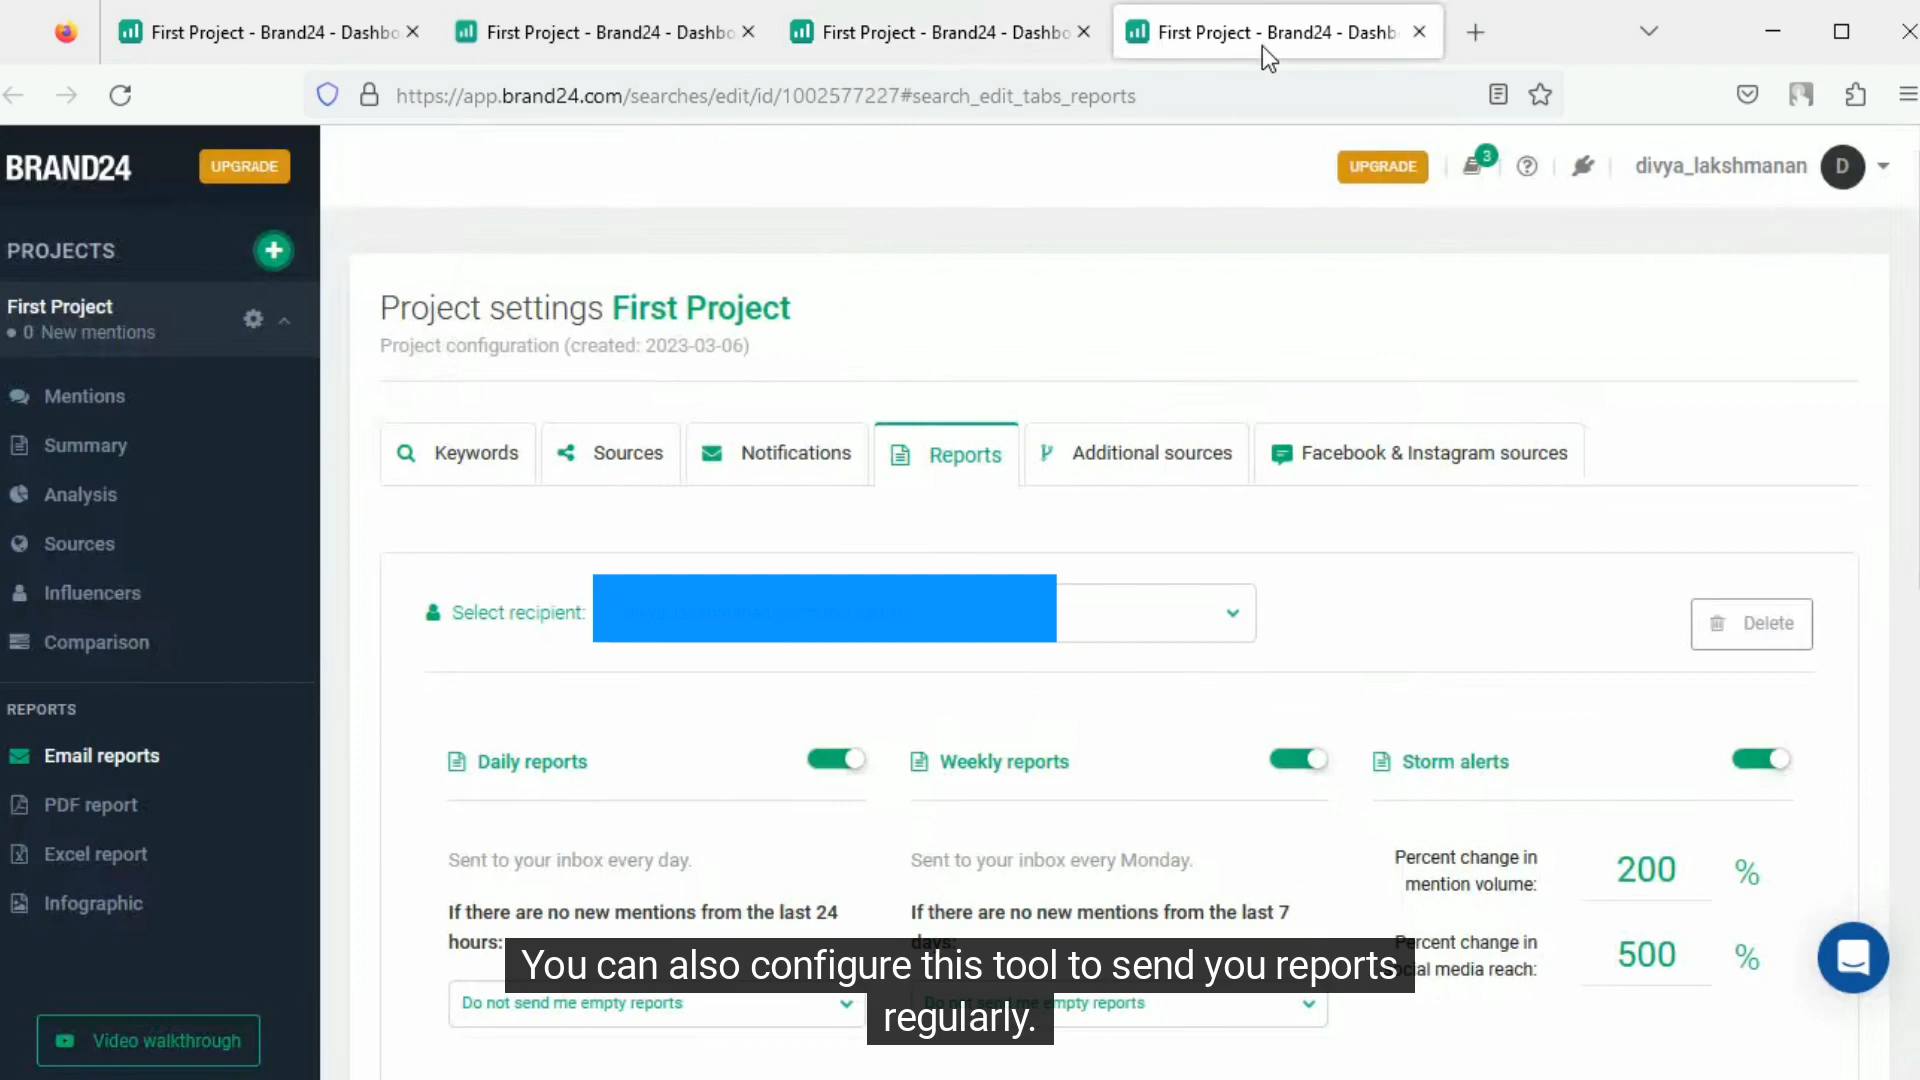 First Project - Brand24 - Dashbo
First Project - Brand24 - Dashbo
First Project - Brand24 - Dashbo
First Project - Brand24 - Dashb
https://app.brand24.com/searches/edit/id/1002577227#search_edit_tabs_reports
BRAND24
UPGRADE
UPGRADE
3
divya_lakshmanan
D
PROJECTS
First Project
0 New mentions
Mentions
Summary
Analysis
Sources
Influencers
Comparison
REPORTS
Email reports
PDF report
Excel report
Infographic
Video walkthrough
Project settings First Project
Project configuration (created: 2023-03-06)
Keywords
Sources
Notifications
Reports
Additional sources
Facebook & Instagram sources
Select recipient:
Delete
Daily reports
Sent to your inbox every day.
If there are no new mentions from the last 24
hours:
Do not send me empty reports
Weekly reports
Sent to your inbox every Monday.
If there are no new mentions from the last 7
days:
Do not send me empty reports
Storm alerts
Percent change in
mention volume:
200 %
Percent change in
social media reach:
500 %
You can also configure this tool to send you reports
regularly.